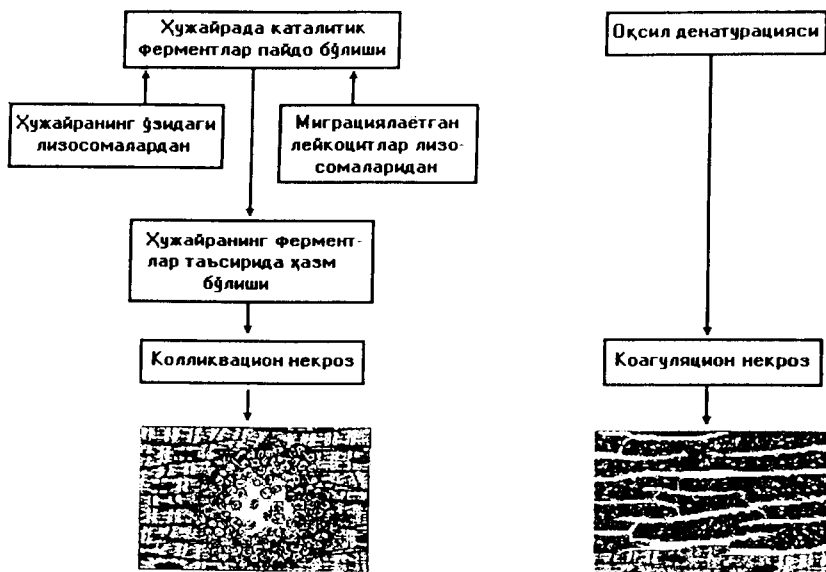 Ҳужайрада каталитик
ферментлар пайдо бўлиши
Оқсил денатурацияси
Ҳужайранинг ўзидаги
лизосомалардан
Миграциялаётган
лейкоцитлар лизо-
сомаларидан
Ҳужайранинг фермент-
лар таъсирида ҳазм
бўлиши
Колликвацион некроз
Коагуляцион некроз